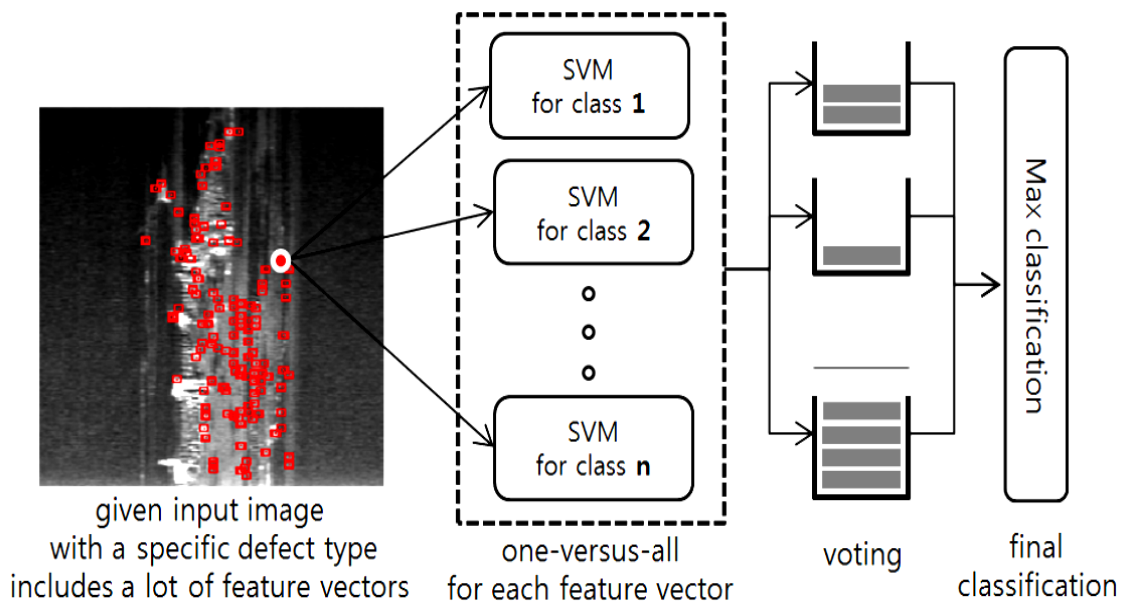 SVM
for class 1
SVM
for class 2
SVM
for class n
Max classification
given input image
with a specific defect type
includes a lot of feature vectors
one-versus-all
for each feature vector
voting
final
classification